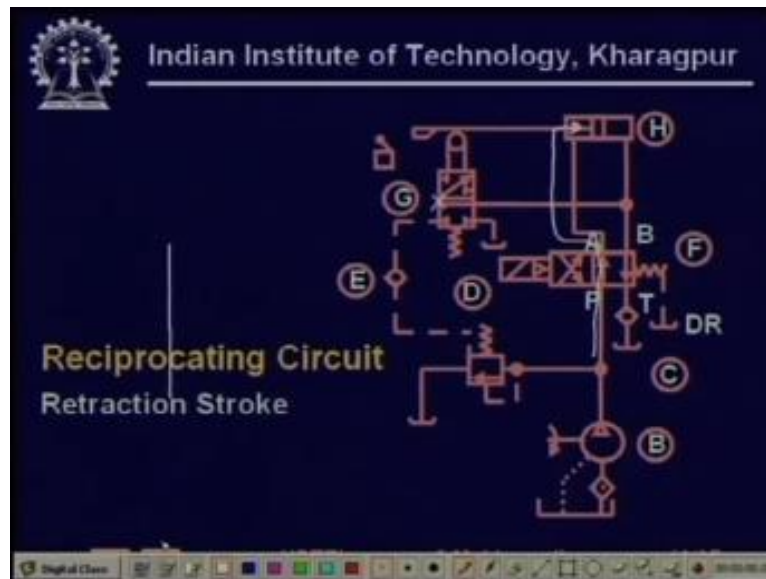 Indian Institute of Technology, Kharagpur
H
G
A B F
E D
P T DR
Reciprocating Circuit
C
Retraction Stroke
B
Digital Class